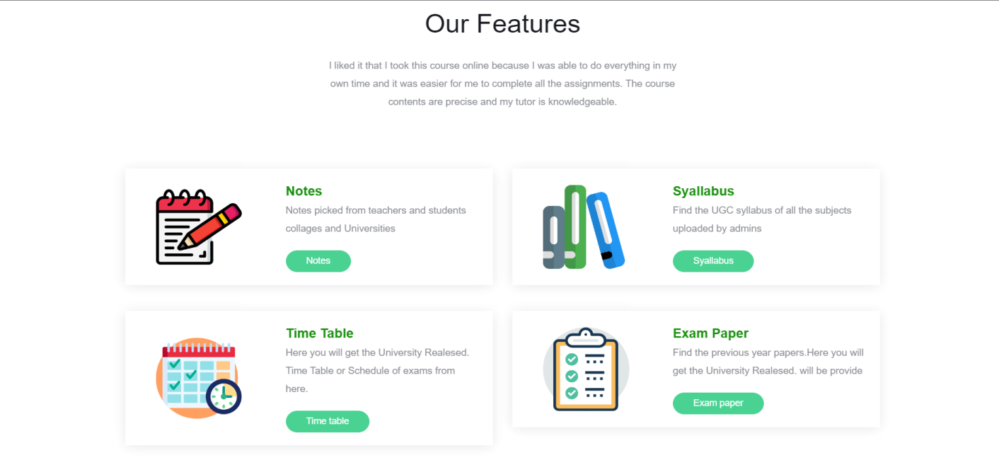 Our Features
I liked it that I took this course online because I was able to do everything in my
own time and it was easier for me to complete all the assignments. The course
contents are precise and my tutor is knowledgeable.
Notes
Notes picked from teachers and students
collages and Universities
Notes
Syallabus
Find the UGC syllabus of all the subjects
uploaded by admins
Syallabus
Time Table
Here you will get the University Realesed.
Time Table or Schedule of exams from
here.
Time table
Exam Paper
Find the previous year papers.Here you will
get the University Realesed. will be provide
Exam paper